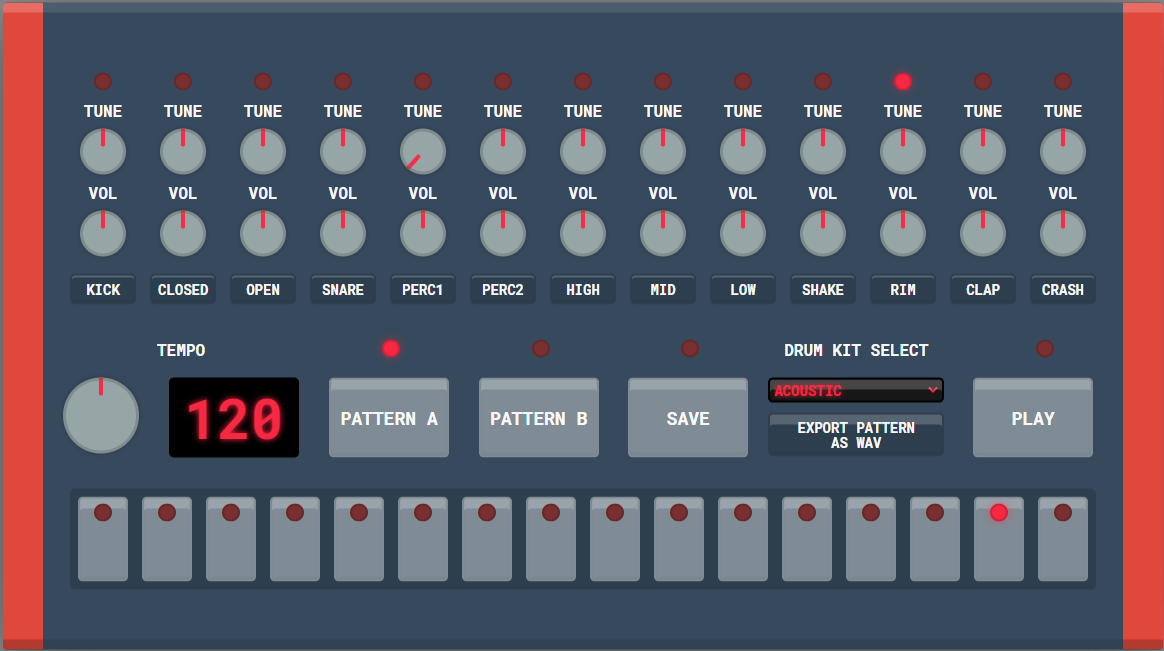 TUNE TUNE TUNE TUNE TUNE TUNE TUNE TUNE TUNE TUNE TUNE TUNE TUNE
VOL VOL VOL VOL VOL VOL VOL VOL VOL VOL VOL VOL VOL
KICK CLOSED OPEN SNARE PERC1 PERC2 HIGH MID LOW SHAKE RIM CLAP CRASH
TEMPO
120
PATTERN A
PATTERN B
SAVE
DRUM KIT SELECT
ACOUSTIC
EXPORT PATTERN
AS WAV
PLAY